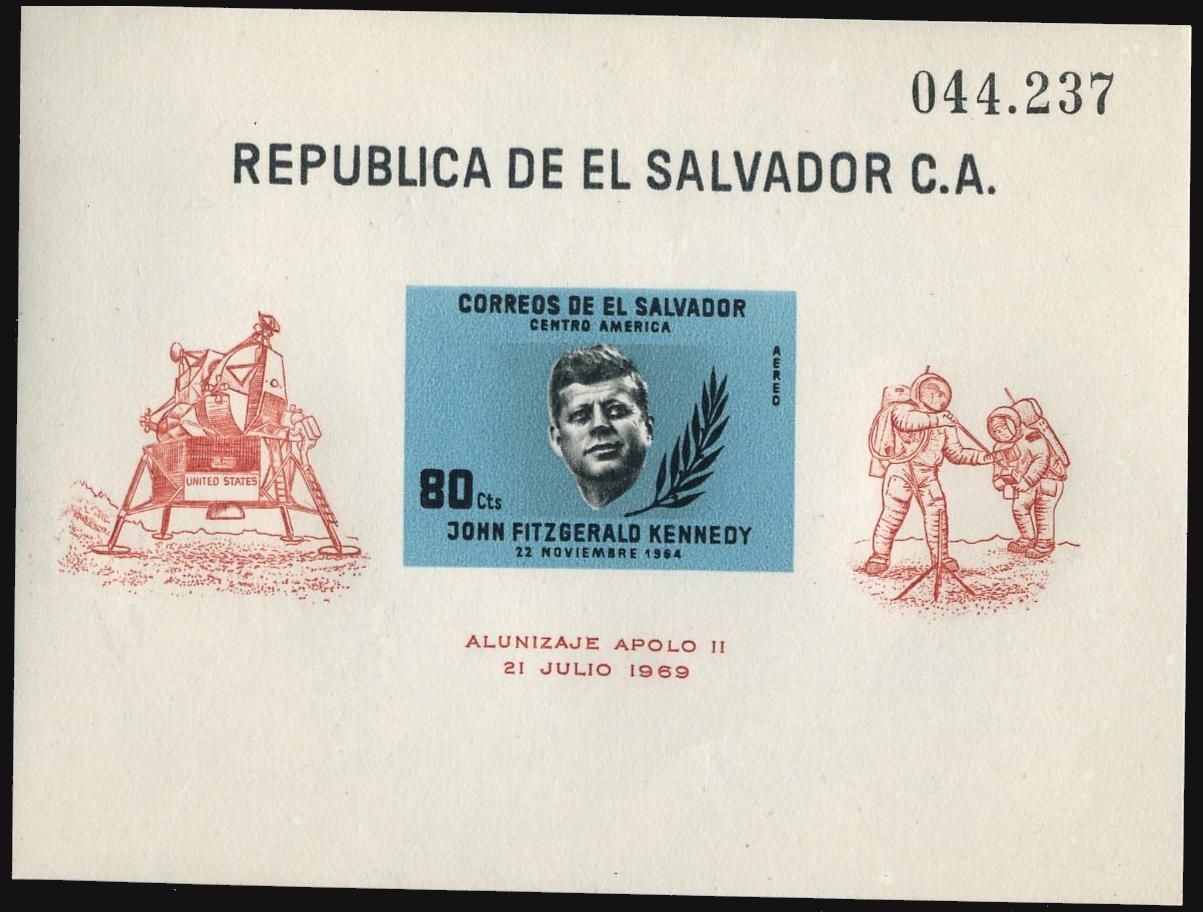 044.237
REPUBLICA DE EL SALVADOR C.A.
CORREOS DE EL SALVADOR
CENTRO AMERICA
AEREO
80 Cts
JOHN FITZGERALD KENNEDY
22 NOVIEMBRE 1964
UNITED STATES
ALUNIZAJE APOLO II
21 JULIO 1969